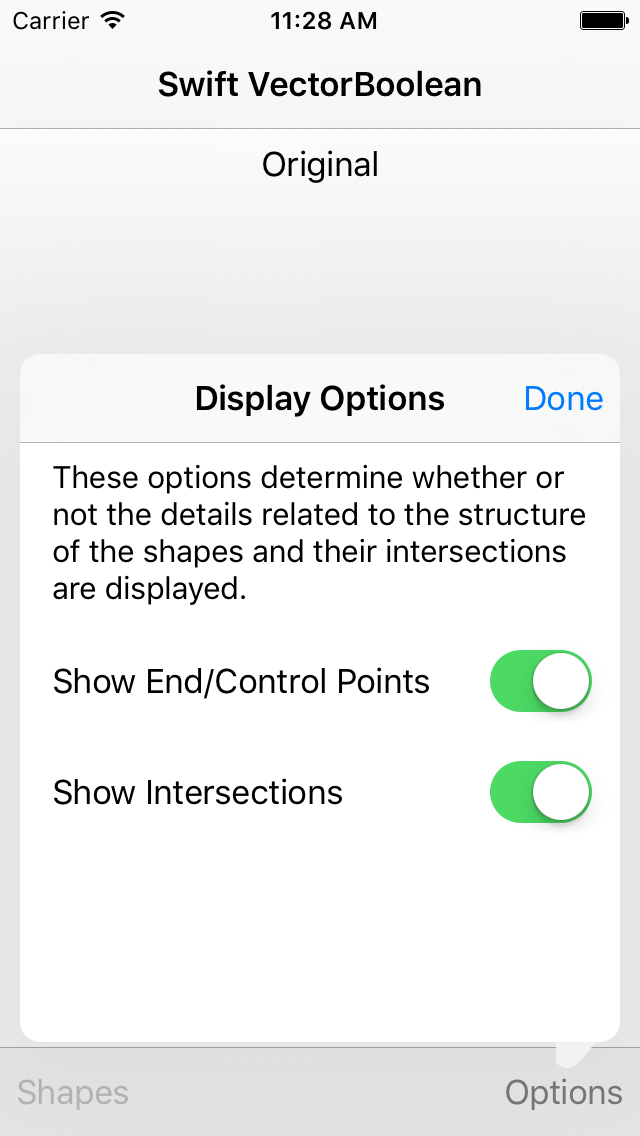 Carrier 11:28 AM
Swift VectorBoolean
Original
Display Options Done
These options determine whether or
not the details related to the structure
of the shapes and their intersections
are displayed.
Show End/Control Points
Show Intersections
Shapes Options